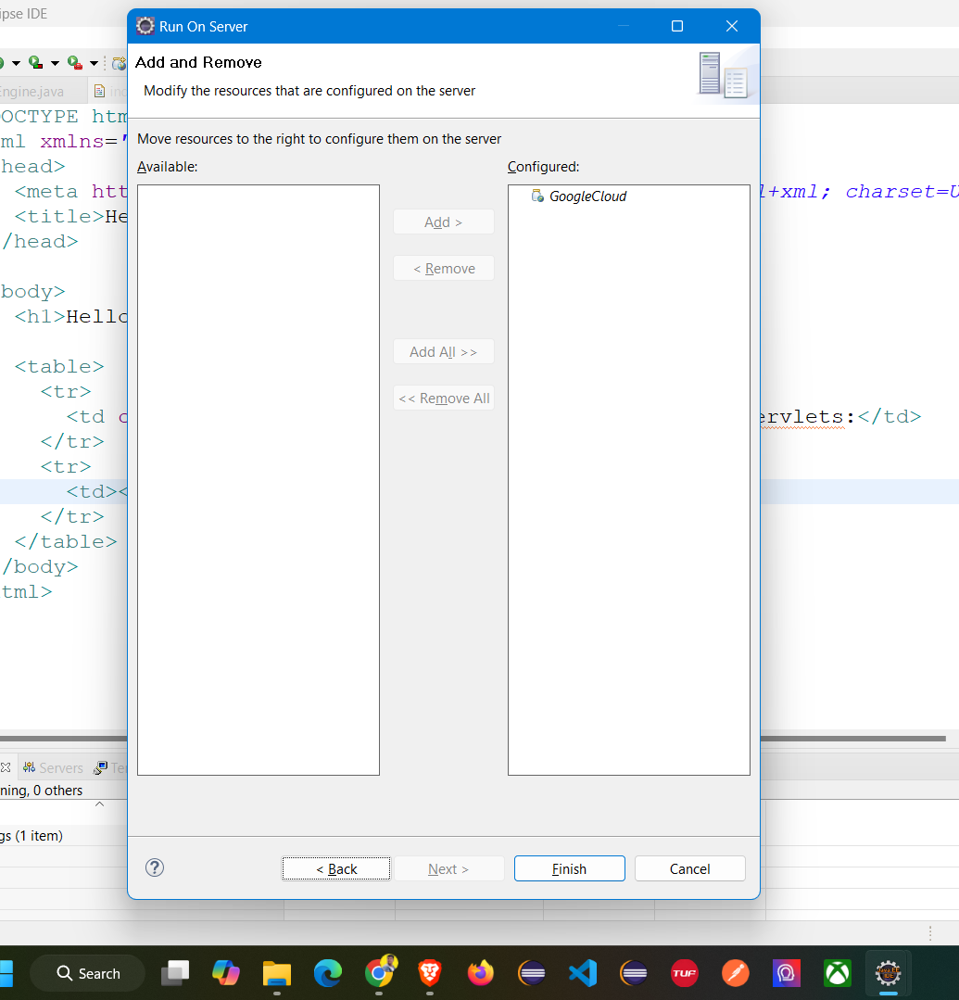 ipse IDE
Run On Server
Add and Remove
Modify the resources that are configured on the server
Engine.java
Move resources to the right to configure them on the server
Available:
Configured:
GoogleCloud
Add >
< Remove
Add All >>
<< Remove All
OCTYPE htm
ml xmlns="
head>
<meta htt
l+xml; charset=U
<title>He
/head>
body>
<h1>Hello
<table>
<tr>
<td c
ervlets:</td>
</tr>
<tr>
<td><
</tr>
</table>
/body>
tml>
Servers
Te
ning, 0 others
gs (1 item)
< Back
Next >
Finish
Cancel
Search
TUF